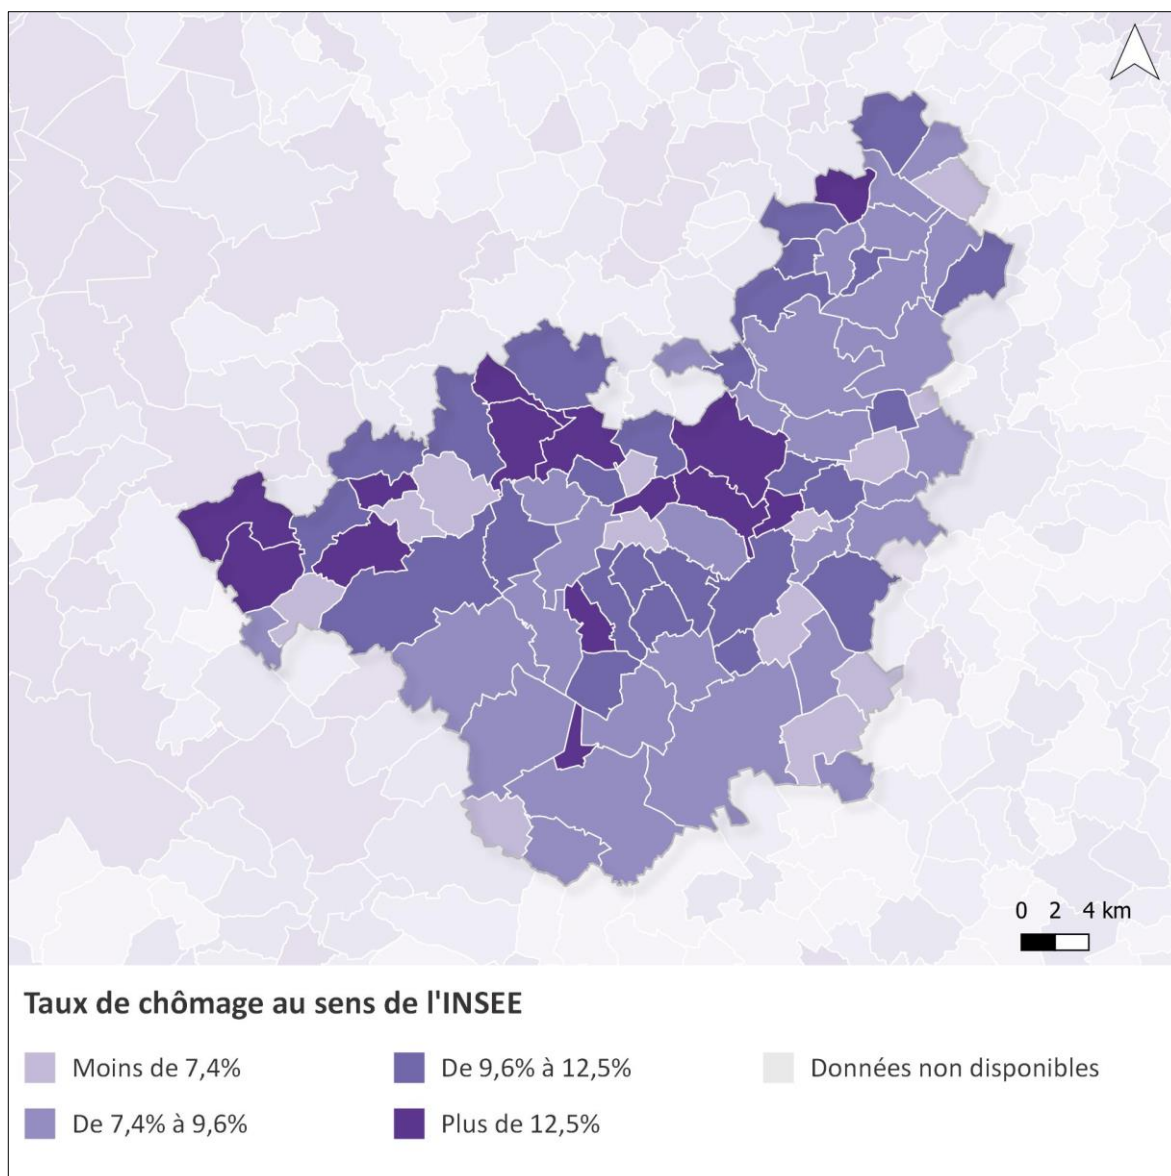 0 2 4 km
Taux de chômage au sens de l'INSEE
Moins de 7,4%
De 9,6% à 12,5%
Données non disponibles
De 7,4% à 9,6%
Plus de 12,5%